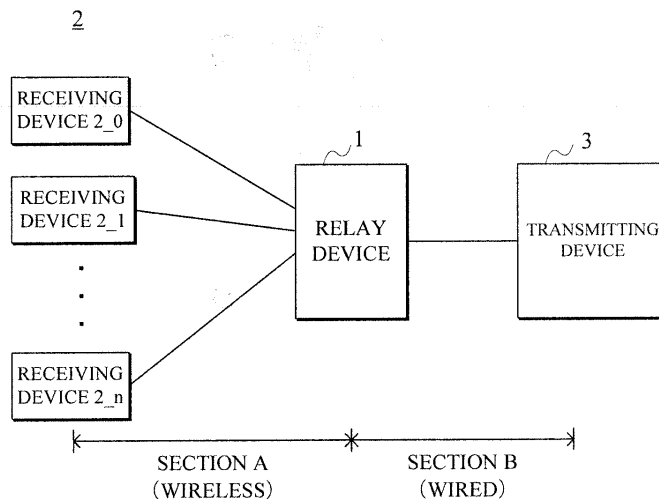 2
RECEIVING
DEVICE 2_0
RECEIVING
DEVICE 2_1
RECEIVING
DEVICE 2_n
1
RELAY
DEVICE
3
TRANSMITTING
DEVICE
SECTION A
(WIRELESS)
SECTION B
(WIRED)